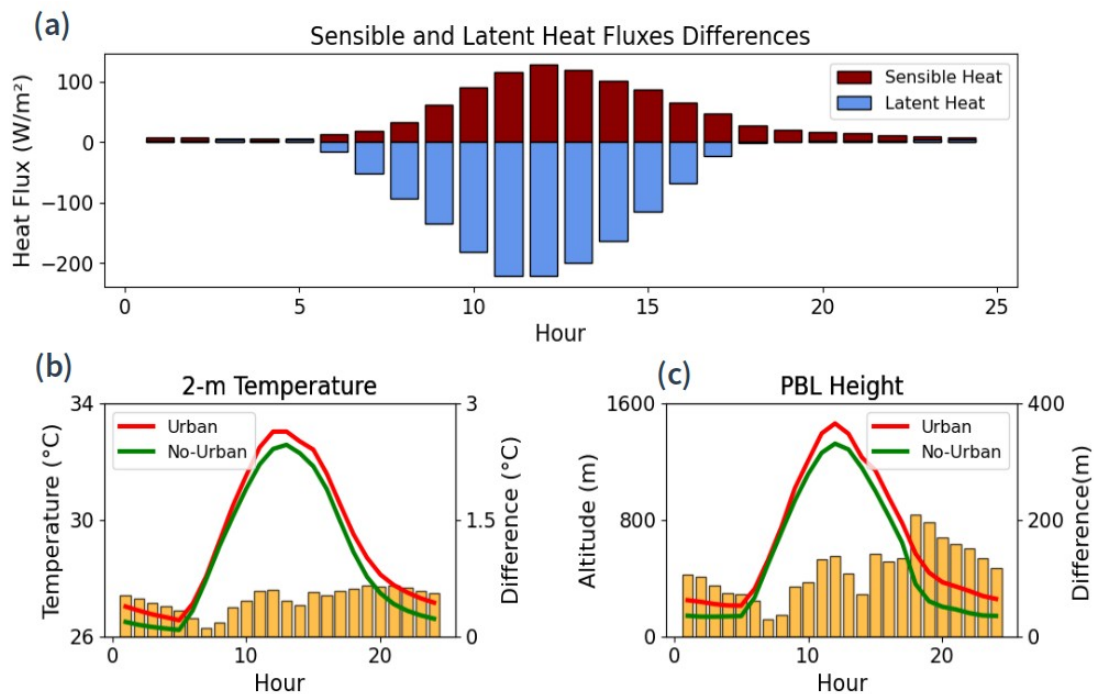 (a)
Sensible and Latent Heat Fluxes Differences
Heat Flux (W/m²)
100
0
−100
−200
Sensible Heat
Latent Heat
0 5 10 15 20 25
Hour
(b)
2-m Temperature
Temperature (°C)
34
30
26
Urban
No-Urban
3
1.5
0
Difference (°C)
0 10 20
Hour
(c)
PBL Height
Altitude (m)
1600
800
0
Urban
No-Urban
400
200
0
Difference(m)
0 10 20
Hour